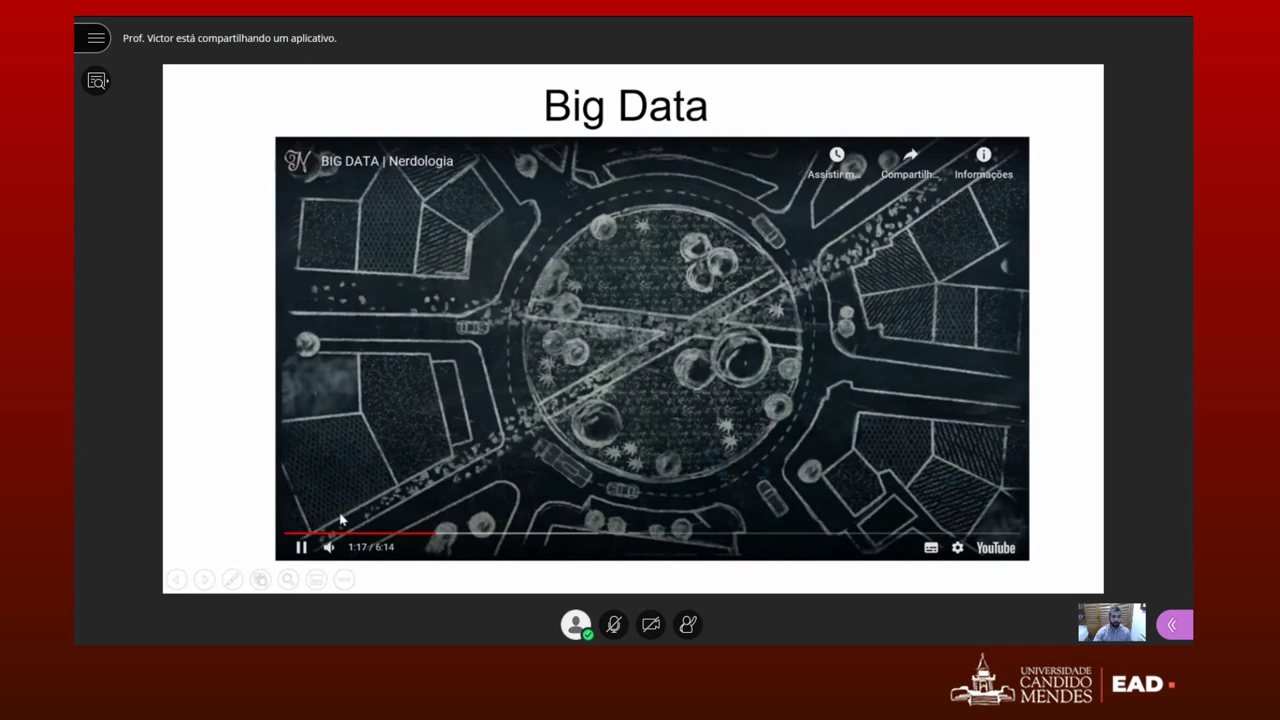 Prof. Victor está compartilhando um aplicativo.
Big Data
N BIG DATA | Nerdologia
Assistir m...
Compartilh...
Informações
1:17 / 6:14
YouTube
UNIVERSIDADE
CANDIDO
MENDES
EAD